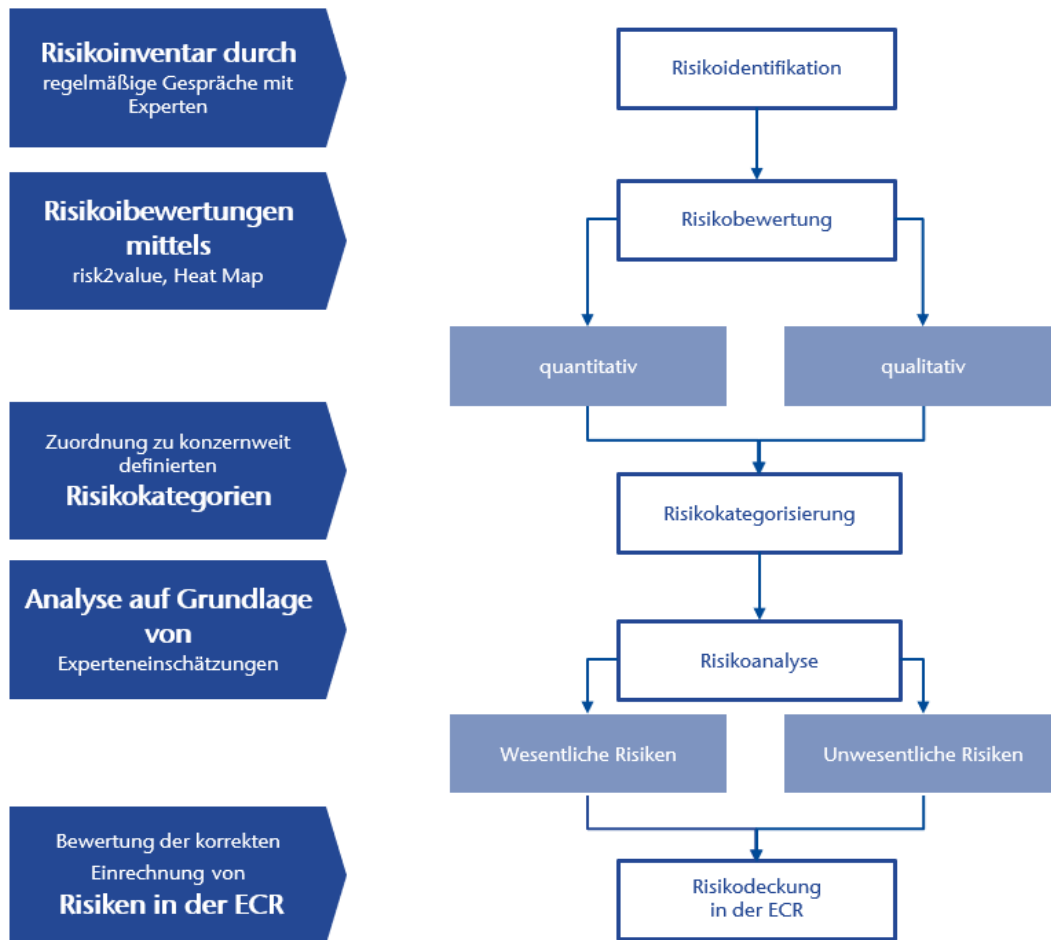 Risikoinventar durch
regelmäßige Gespräche mit
Experten
Risikoidentifikation
Risikoibewertungen
mittels
risk2value, Heat Map
Risikobewertung
quantitativ
qualitativ
Zuordnung zu konzernweit
definierten
Risikokategorien
Risikokategorisierung
Analyse auf Grundlage
von
Experteneinschätzungen
Risikoanalyse
Wesentliche Risiken
Unwesentliche Risiken
Bewertung der korrekten
Einrechnung von
Risiken in der ECR
Risikodeckung
in der ECR